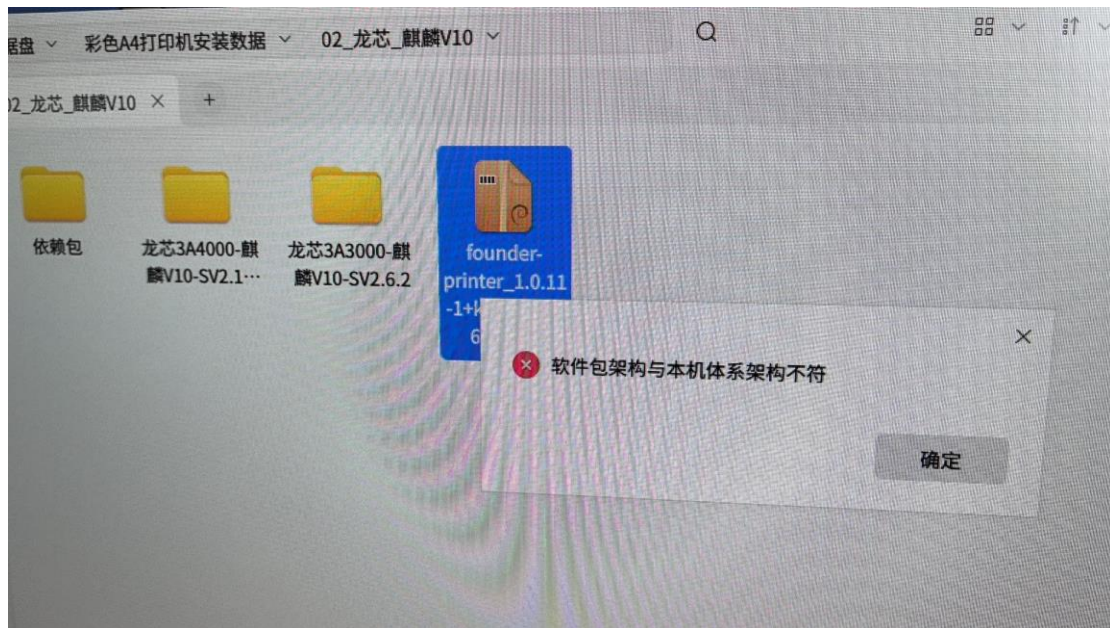 盘
彩色A4打印机安装数据
02_龙芯_麒麟V10
02_龙芯_麒麟V10
依赖包
龙芯3A4000-麒
麟V10-SV2.1…
龙芯3A3000-麒
麟V10-SV2.6.2
founder-
printer_1.0.11
-1+k
6
软件包架构与本机体系架构不符
确定